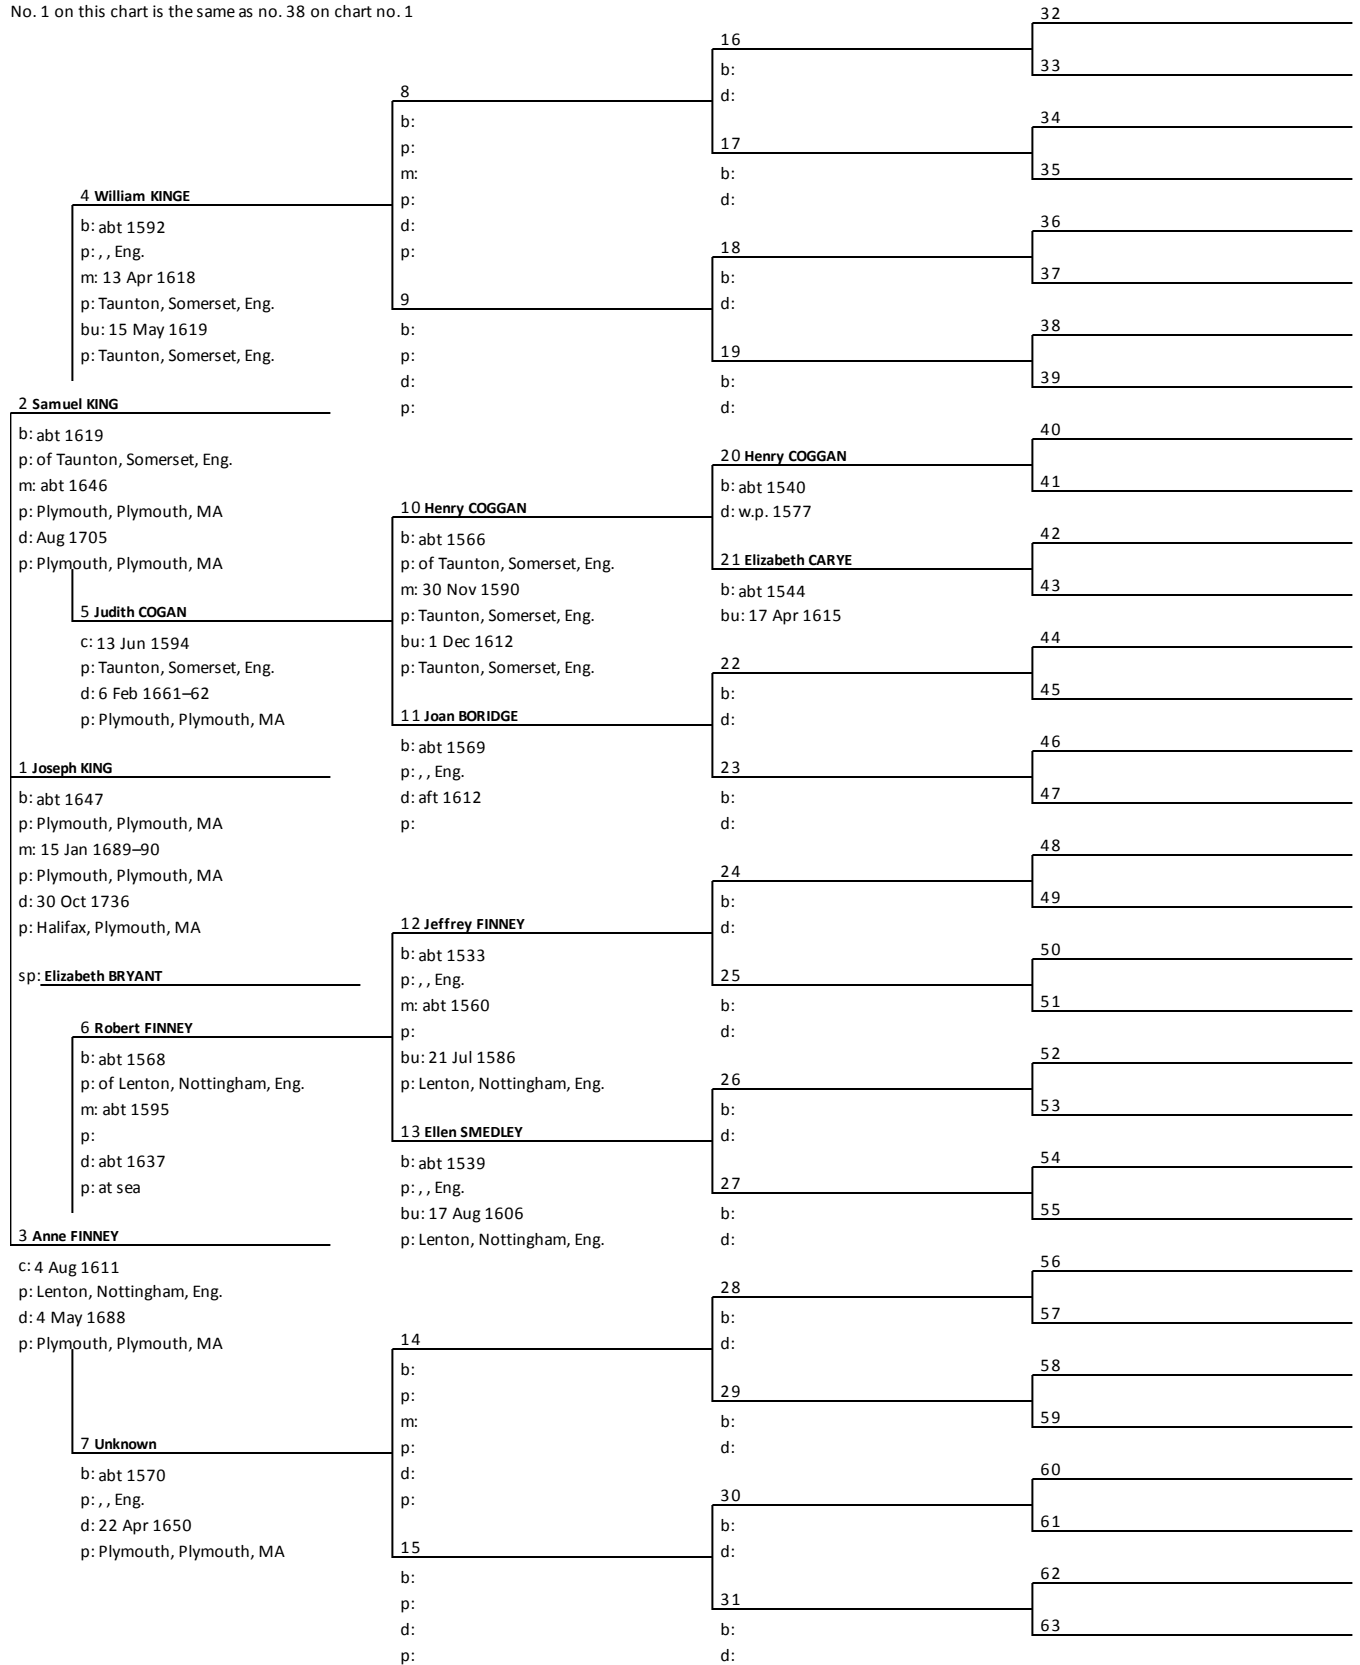 No. 1 on this chart is the same as no. 38 on chart no. 1
4 William KINGE
b: abt 1592
p: , , Eng.
m: 13 Apr 1618
p: Taunton, Somerset, Eng.
bu: 15 May 1619
p: Taunton, Somerset, Eng.
2 Samuel KING
b: abt 1619
p: of Taunton, Somerset, Eng.
m: abt 1646
p: Plymouth, Plymouth, MA
d: Aug 1705
p: Plymouth, Plymouth, MA
5 Judith COGAN
c: 13 Jun 1594
p: Taunton, Somerset, Eng.
d: 6 Feb 1661–62
p: Plymouth, Plymouth, MA
1 Joseph KING
b: abt 1647
p: Plymouth, Plymouth, MA
m: 15 Jan 1689–90
p: Plymouth, Plymouth, MA
d: 30 Oct 1736
p: Halifax, Plymouth, MA
sp: Elizabeth BRYANT
6 Robert FINNEY
b: abt 1568
p: of Lenton, Nottingham, Eng.
m: abt 1595
p:
d: abt 1637
p: at sea
3 Anne FINNEY
c: 4 Aug 1611
p: Lenton, Nottingham, Eng.
d: 4 May 1688
p: Plymouth, Plymouth, MA
7 Unknown
b: abt 1570
p: , , Eng.
d: 22 Apr 1650
p: Plymouth, Plymouth, MA
8
b:
p:
m:
p:
d:
p:
9
b:
p:
d:
p:
10 Henry COGGAN
b: abt 1566
p: of Taunton, Somerset, Eng.
m: 30 Nov 1590
p: Taunton, Somerset, Eng.
bu: 1 Dec 1612
p: Taunton, Somerset, Eng.
11 Joan BORIDGE
b: abt 1569
p: , , Eng.
d: aft 1612
p:
12 Jeffrey FINNEY
b: abt 1533
p: , , Eng.
m: abt 1560
p:
bu: 21 Jul 1586
p: Lenton, Nottingham, Eng.
13 Ellen SMEDLEY
b: abt 1539
p: , , Eng.
bu: 17 Aug 1606
p: Lenton, Nottingham, Eng.
14
b:
p:
m:
p:
d:
p:
15
b:
p:
d:
p:
16
b:
d:
17
b:
d:
18
b:
d:
19
b:
d:
20 Henry COGGAN
b: abt 1540
d: w.p. 1577
21 Elizabeth CARYE
b: abt 1544
bu: 17 Apr 1615
22
b:
d:
23
b:
d:
24
b:
d:
25
b:
d:
26
b:
d:
27
b:
d:
28
b:
d:
29
b:
d:
30
b:
d:
31
b:
d:
32
33
34
35
36
37
38
39
40
41
42
43
44
45
46
47
48
49
50
51
52
53
54
55
56
57
58
59
60
61
62
63